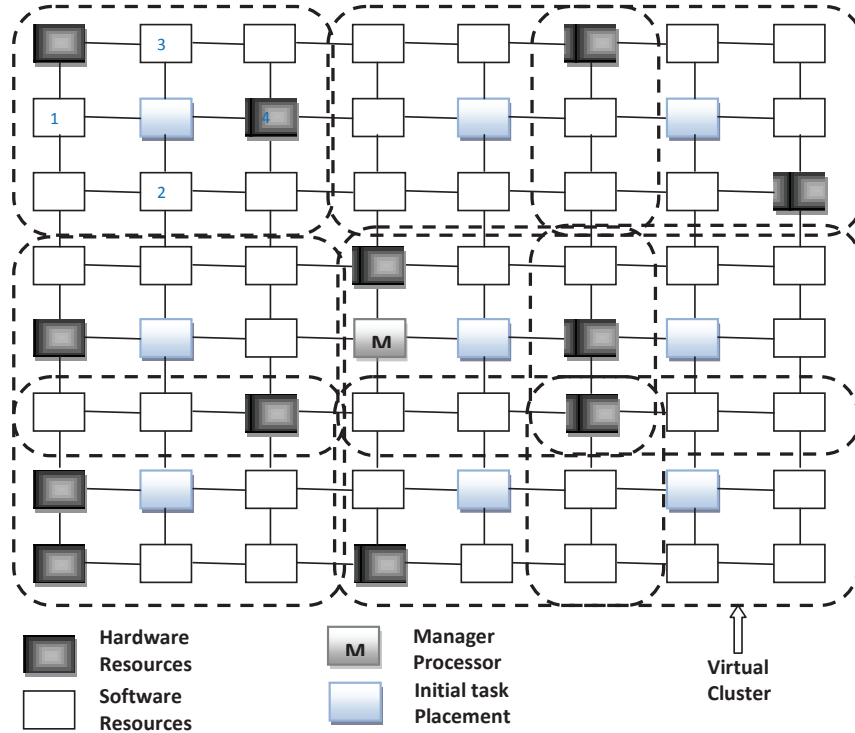 3
1
4
2
M
Hardware
Resources
M
Manager
Processor
Software
Resources
Initial task
Placement
Virtual
Cluster